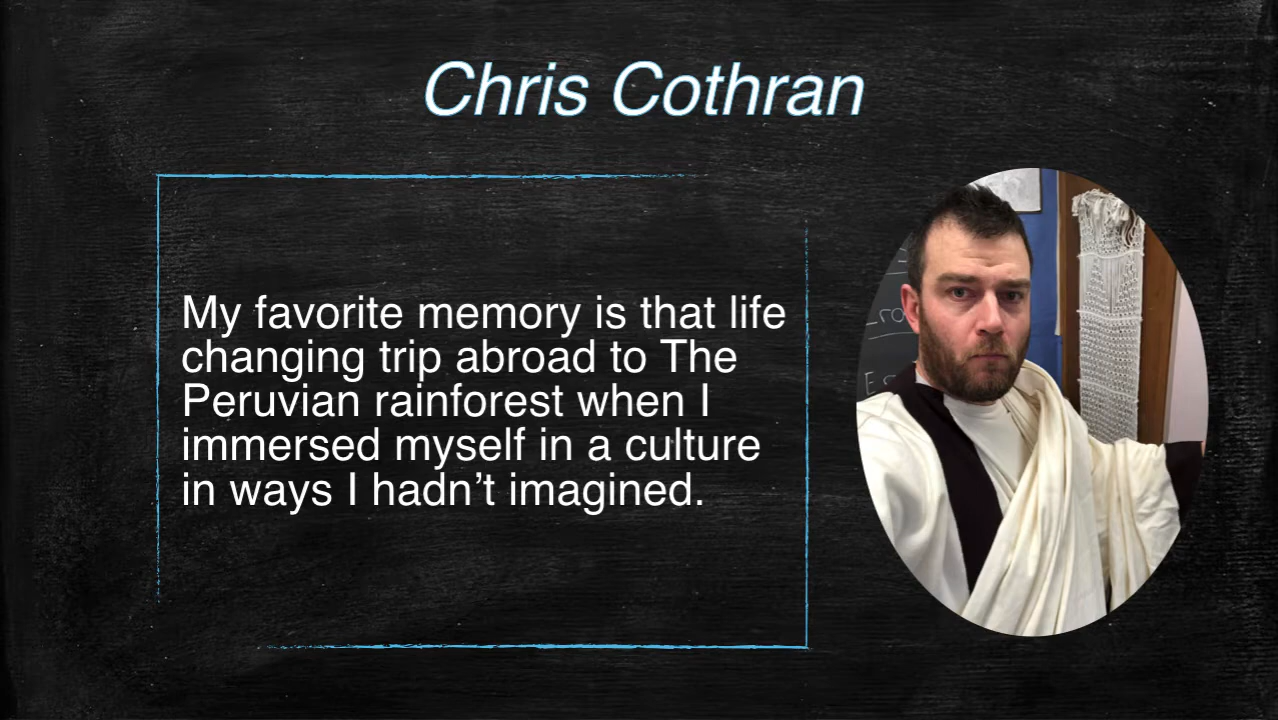 Chris Cothran
My favorite memory is that life
changing trip abroad to The
Peruvian rainforest when I
immersed myself in a culture
in ways I hadn’t imagined.